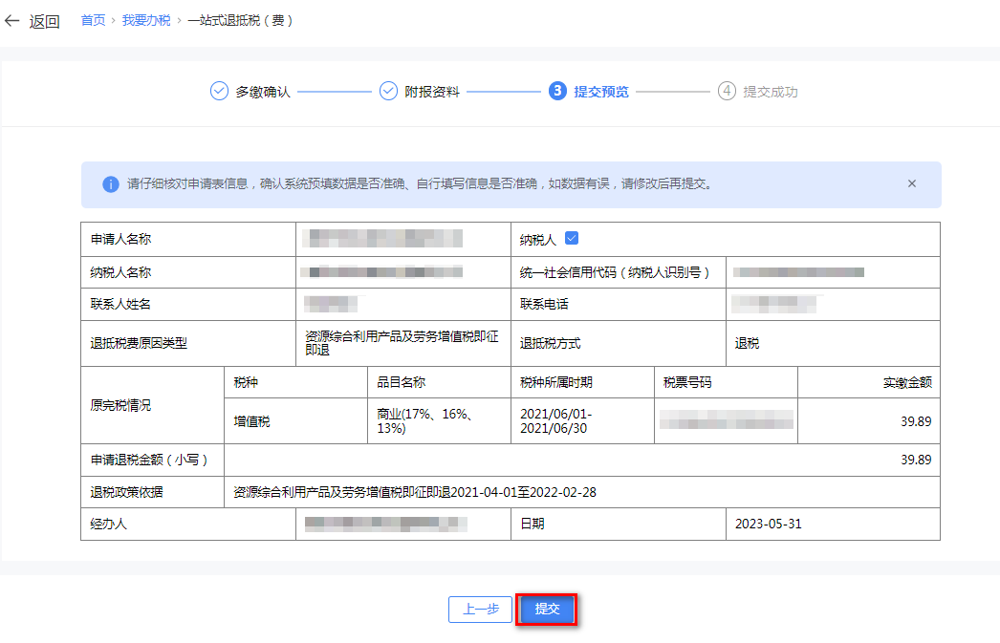 返回 首页 > 我要办税 > 一站式退抵税（费）
多缴确认 附报资料 3 提交预览 4 提交成功
请仔细核对申请表信息，确认系统预填数据是否准确、自行填写信息是否准确，如数据有误，请修改后再提交。
申请人名称 纳税人
纳税人名称 统一社会信用代码（纳税人识别号）
联系人姓名 联系电话
退抵税费原因类型 资源综合利用产品及劳务增值税即征 退抵税方式 退税
即退
原完税情况 税种 品目名称 税种所属时期 税票号码 实缴金额
增值税 商业(17%、16%、 2021/06/01- 39.89
13%) 2021/06/30
申请退税金额（小写） 39.89
退税政策依据 资源综合利用产品及劳务增值税即征即退2021-04-01至2022-02-28
经办人 日期 2023-05-31
上一步 提交